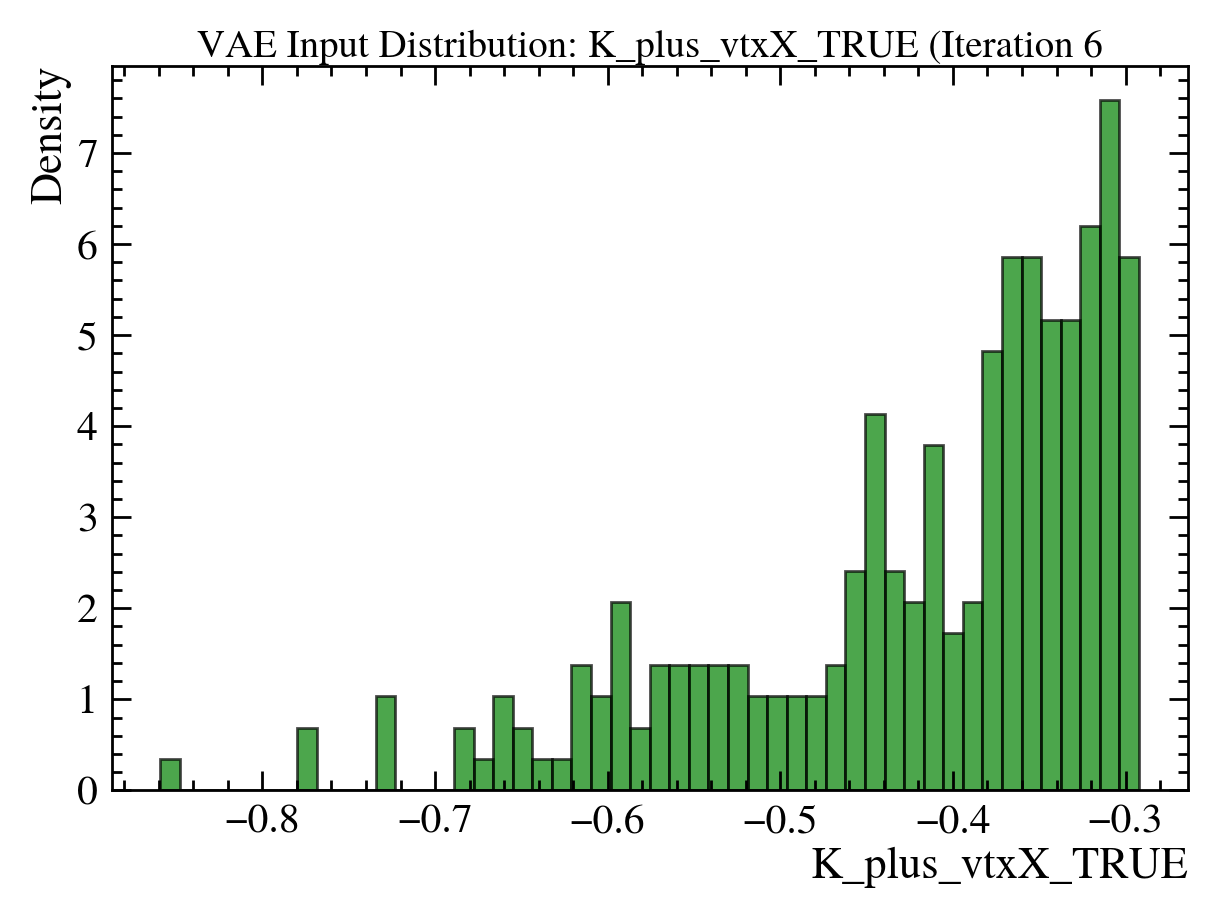 VAE Input Distribution: K_plus_vtxX_TRUE (Iteration 6
Density
7
6
5
4
3
2
1
0
−0.8 −0.7 −0.6 −0.5 −0.4 −0.3
K_plus_vtxX_TRUE